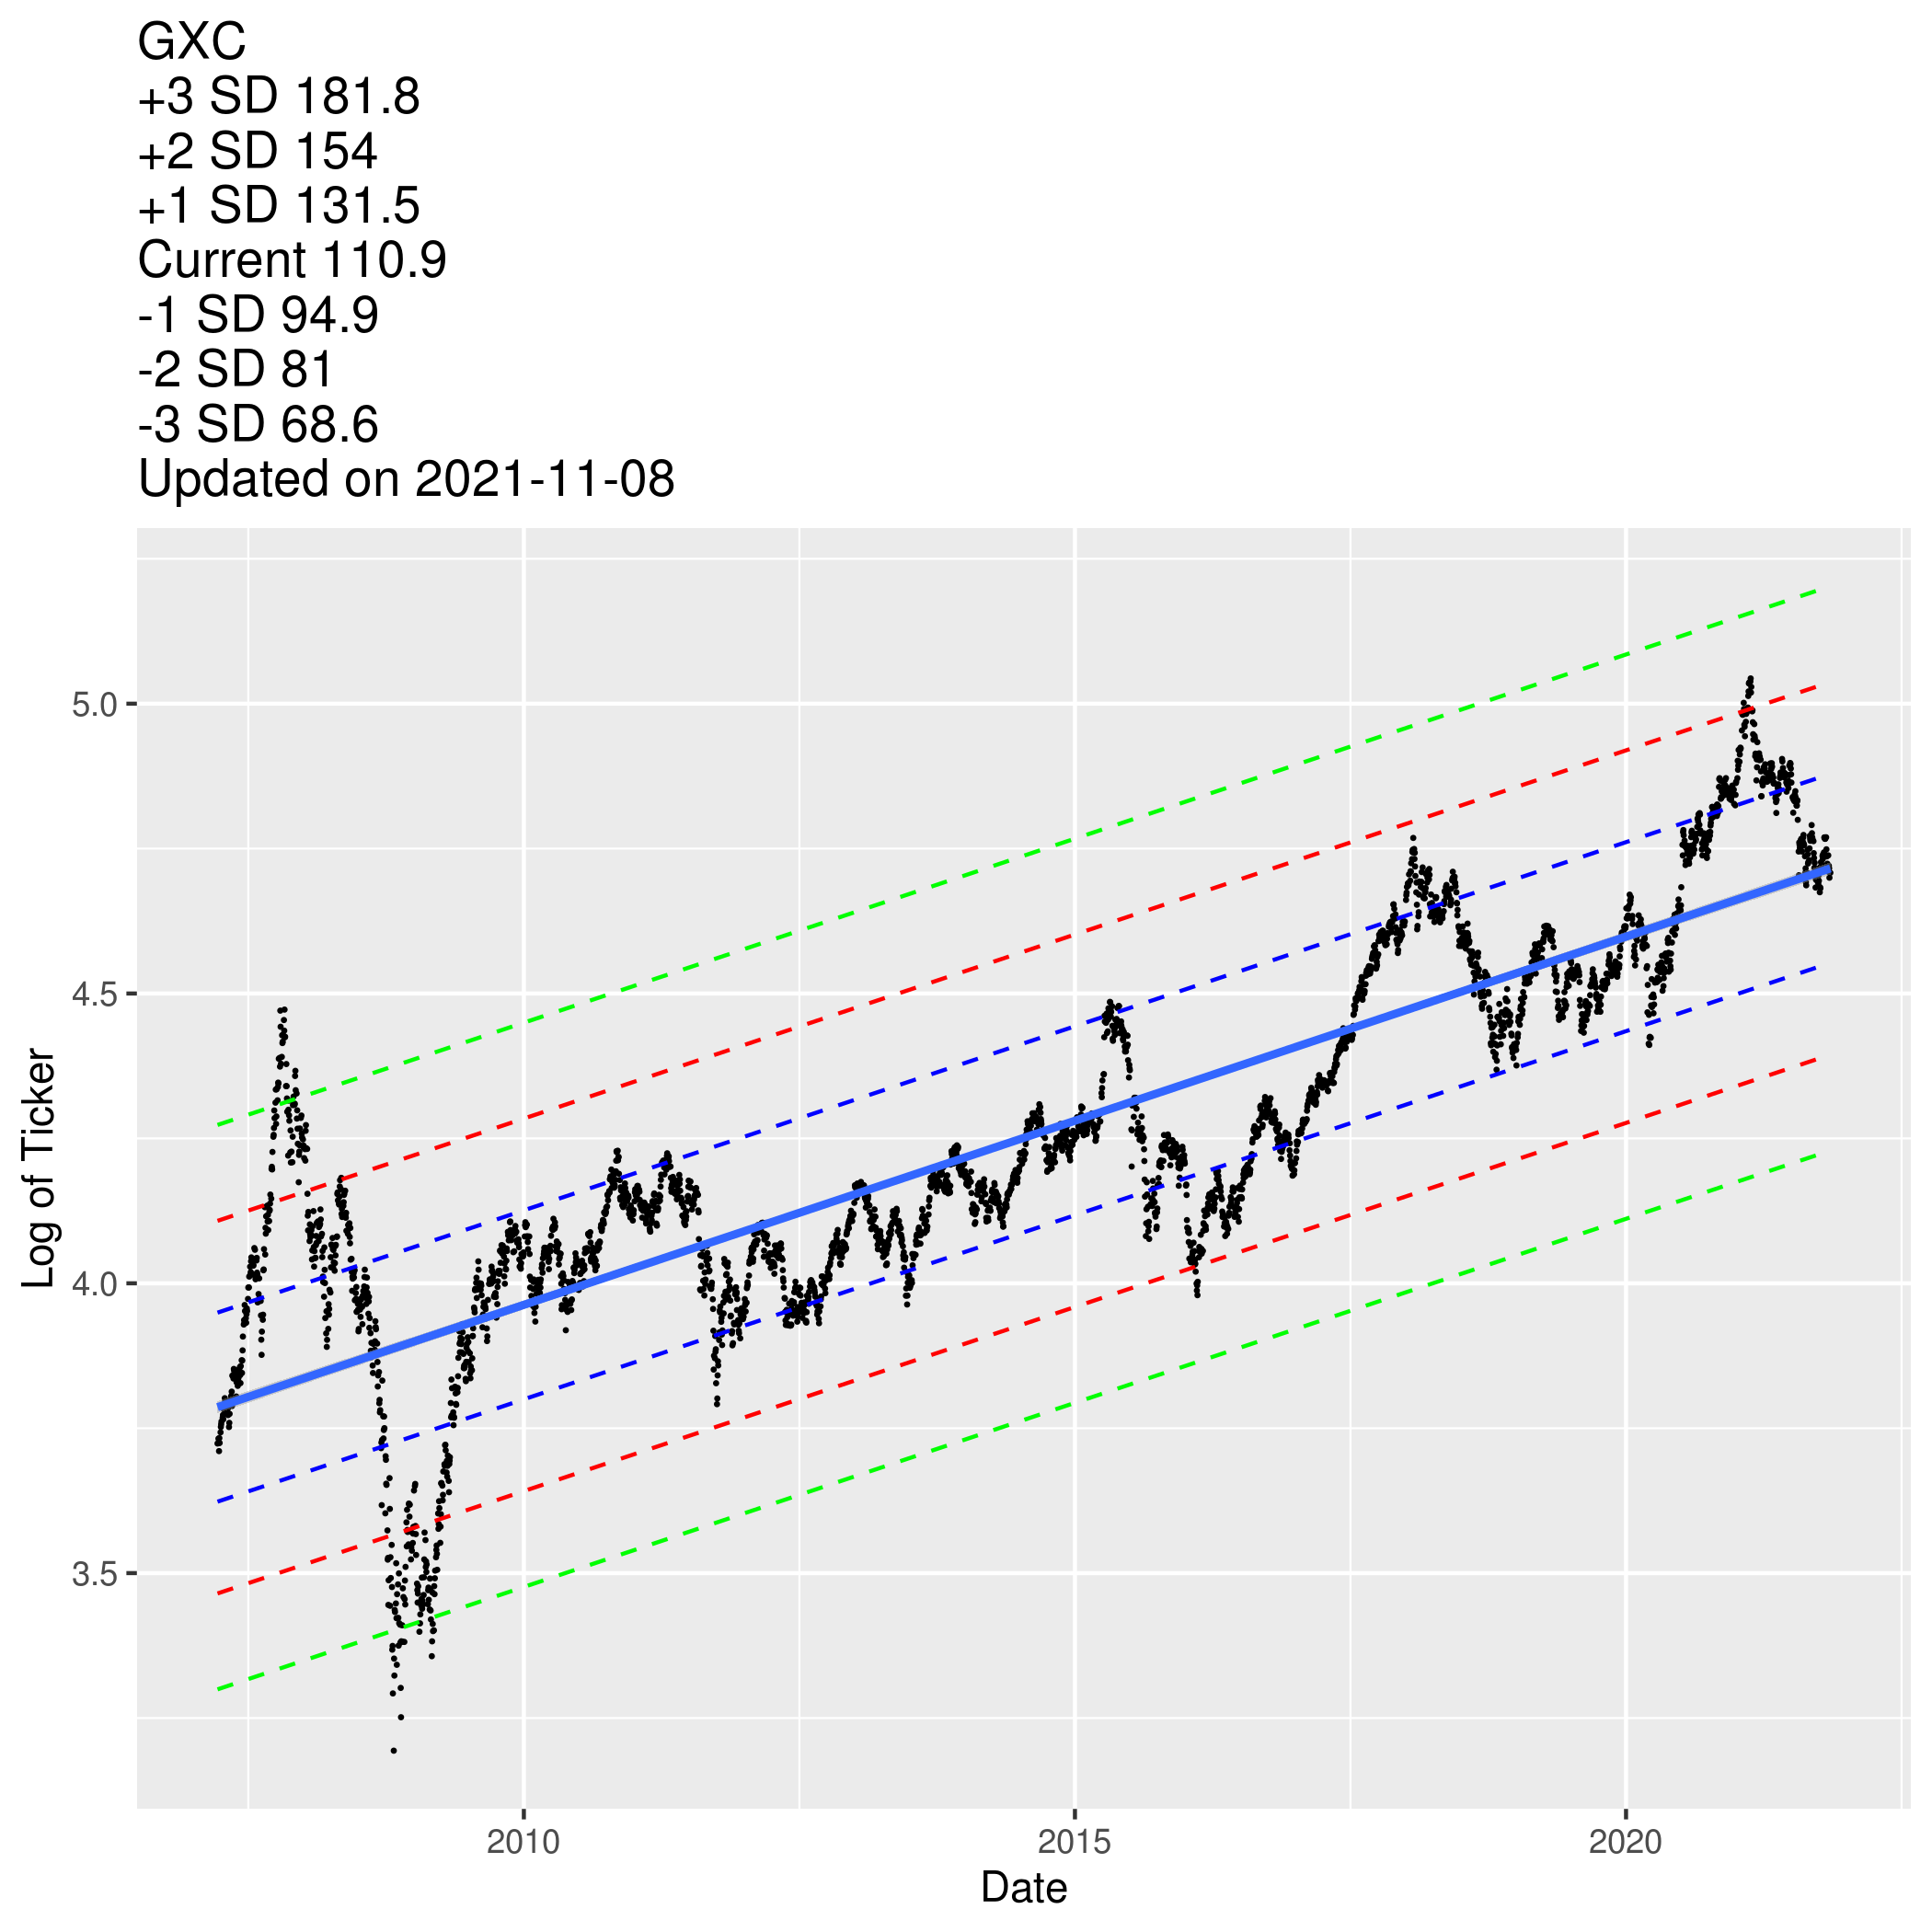 GXC
+3 SD 181.8
+2 SD 154
+1 SD 131.5
Current 110.9
-1 SD 94.9
-2 SD 81
-3 SD 68.6
Updated on 2021-11-08
5.0
4.5
4.0
3.5
Log of Ticker
2010 2015 2020
Date